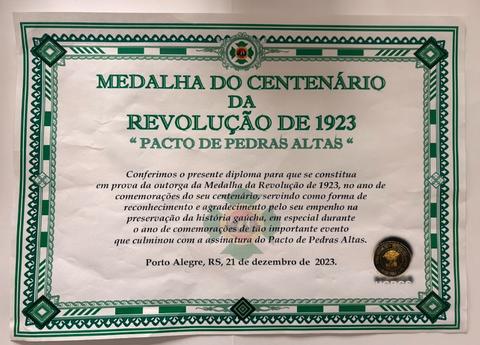 MEDALHA DO CENTENÁRIO
DA
REVOLUÇÃO DE 1923
“ PACTO DE PEDRAS ALTAS “
Conferimos o presente diploma para que se constitua
em prova da outorga da Medalha da Revolução de 1923, no ano de
comemorações do seu centenário, servindo como forma de
reconhecimento e agradecimento pelo seu empenho na
preservação da história gaúcha, em especial durante
o ano de comemorações de tão importante evento
que culminou com a assinatura do Pacto de Pedras Altas.
Porto Alegre, RS, 21 de dezembro de 2023.